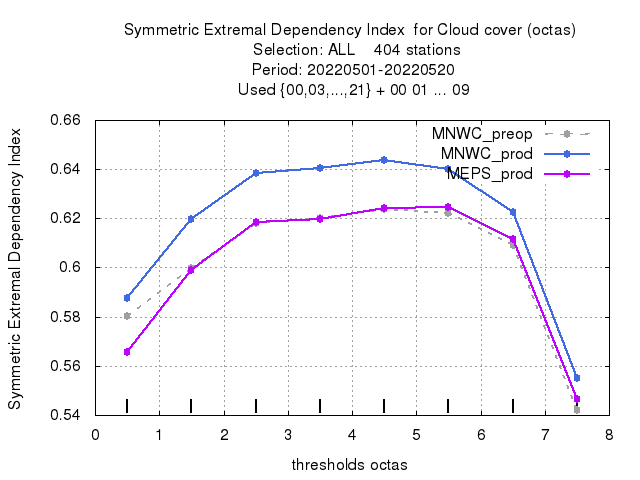 Symmetric Extremal Dependency Index  for Cloud cover (octas)
Selection: ALL    404 stations
Period: 20220501-20220520
Used {00,03,...,21} + 00 01 ... 09
Symmetric Extremal Dependency Index
0.66
0.64
0.62
0.6
0.58
0.56
0.54
MNWC_preop
MNWC_prod
MEPS_prod
0 1 2 3 4 5 6 7 8
thresholds octas